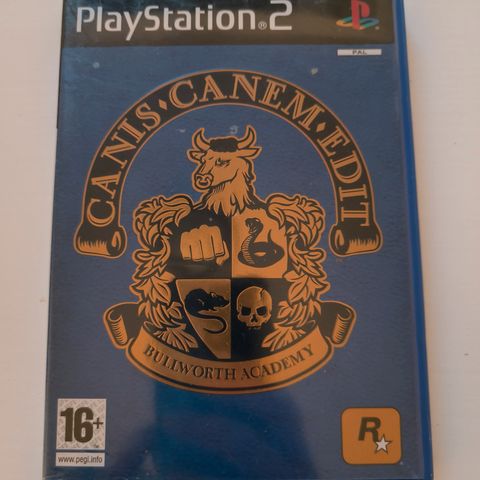 PlayStation®2
PAL
CANIS·CANEM·EDIT
BULLWORTH ACADEMY
16+
www.pegi.info
R